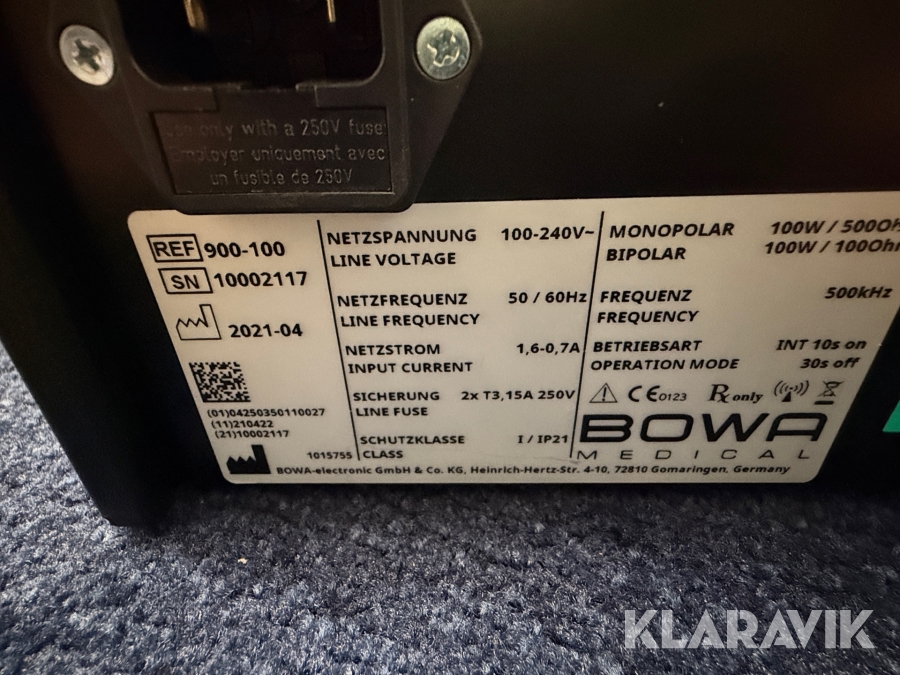 Use only with a 250V fuse
Employer uniquement avec
un fusible de 250V
REF 900-100
SN 10002117
2021-04
(01)04250350110027
(11)210422
(21)10002117
1015755
NETZSPANNUNG 100-240V~
LINE VOLTAGE
NETZFREQUENZ 50 / 60Hz
LINE FREQUENCY
NETZSTROM 1,6-0,7A
INPUT CURRENT
SICHERUNG 2x T3,15A 250V
LINE FUSE
SCHUTZKLASSE I / IP21
CLASS
MONOPOLAR 100W / 500Oh
BIPOLAR 100W / 100Ohm
FREQUENZ 500kHz
FREQUENCY
BETRIEBSART INT 10s on
OPERATION MODE 30s off
CE0123 Rx only
BOWA
MEDICAL
BOWA-electronic GmbH & Co. KG, Heinrich-Hertz-Str. 4-10, 72810 Gomaringen, Germany
KLARAVIK